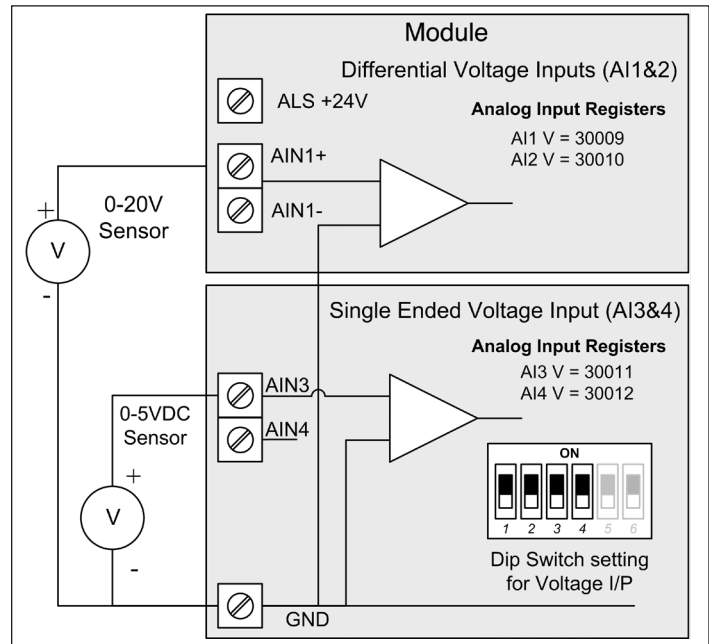 Module
Differential Voltage Inputs (AI1&2)
ALS +24V
Analog Input Registers
AI1 V = 30009
AI2 V = 30010
AIN1+
AIN1-
+
0-20V
Sensor
V
-
Single Ended Voltage Input (AI3&4)
Analog Input Registers
AI3 V = 30011
AI4 V = 30012
AIN3
AIN4
0-5VDC
Sensor
+
V
-
ON
1 2 3 4 5 6
Dip Switch setting
for Voltage I/P
GND